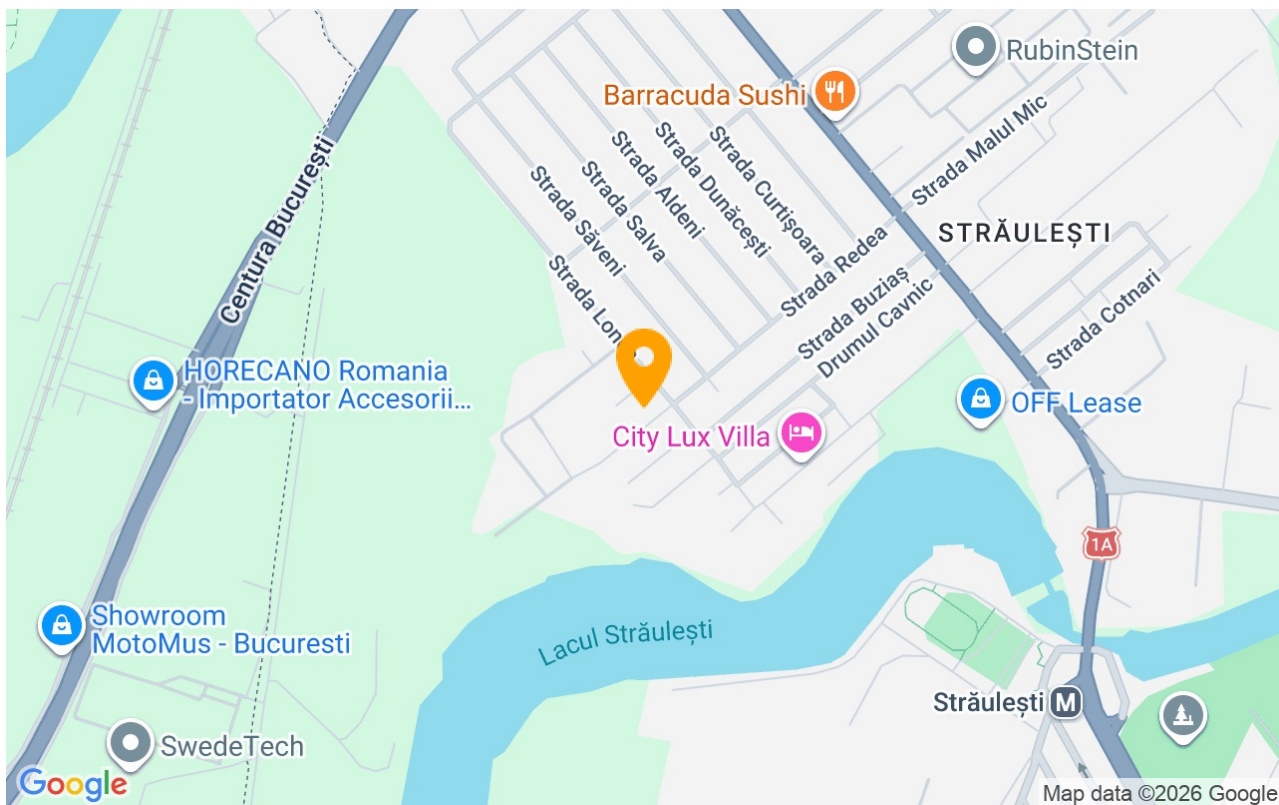 RubinStein
Barracuda Sushi
Strada Malul Mic
Centura București
Strada Curtișoara
Strada Dunăcești
Strada Aldeni
Strada Salva
Strada Săveni
STRĂULEȘTI
Strada Redea
Strada Buziaș
Drumul Cavnic
Strada Cotnari
Strada Lon
HORECANO Romania
- Importator Accesorii...
OFF Lease
City Lux Villa
1A
Showroom
MotoMus - Bucuresti
Lacul Străulești
Străulești M
SwedeTech
Google
Map data ©2026 Google